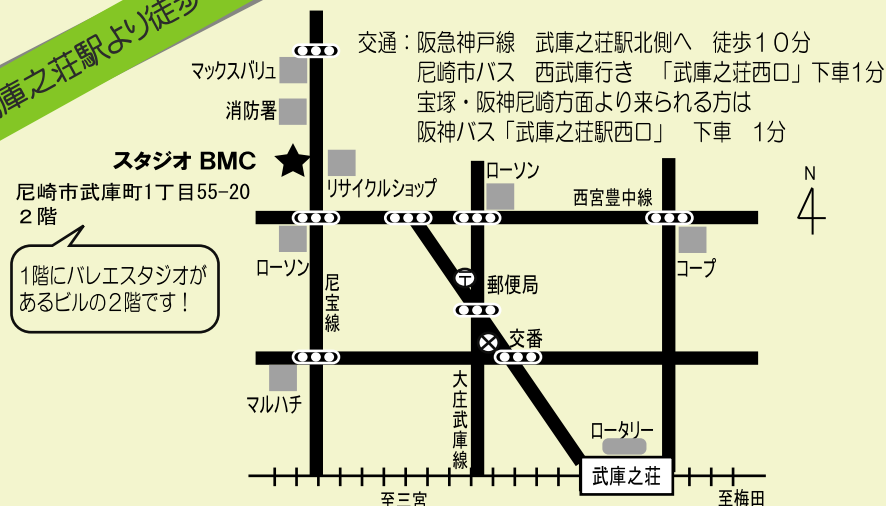 庫之荘駅より徒歩
交通：阪急神戸線　武庫之荘駅北側へ　徒歩１０分
尼崎市バス　西武庫行き　「武庫之荘西口」下車1分
宝塚・阪神尼崎方面より来られる方は
阪神バス「武庫之荘駅西口」　下車　1分
マックスバリュ
消防署
スタジオ BMC
尼崎市武庫町1丁目55-20
２階
1階にバレエスタジオが
あるビルの２階です！
リサイクルショップ
ローソン
西宮豊中線
N
ローソン
コープ
尼宝線
〒
郵便局
交番
マルハチ
大庄武庫線
ロータリー
武庫之荘
至三宮
至梅田